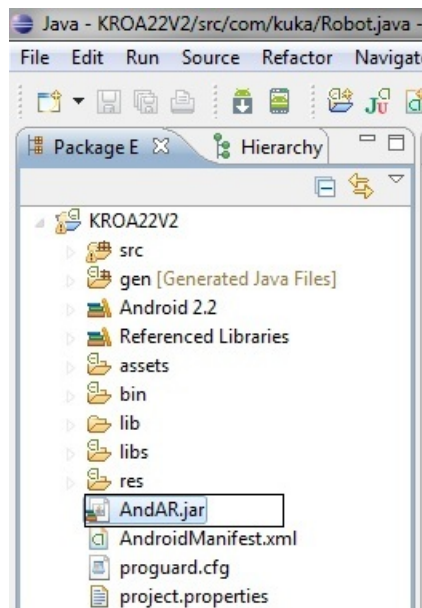 Java - KROA22V2/src/com/kuka/Robot.java -
File Edit Run Source Refactor Navigat
Package E Hierarchy
KROA22V2
src
gen [Generated Java Files]
Android 2.2
Referenced Libraries
assets
bin
lib
libs
res
AndAR.jar
AndroidManifest.xml
proguard.cfg
project.properties